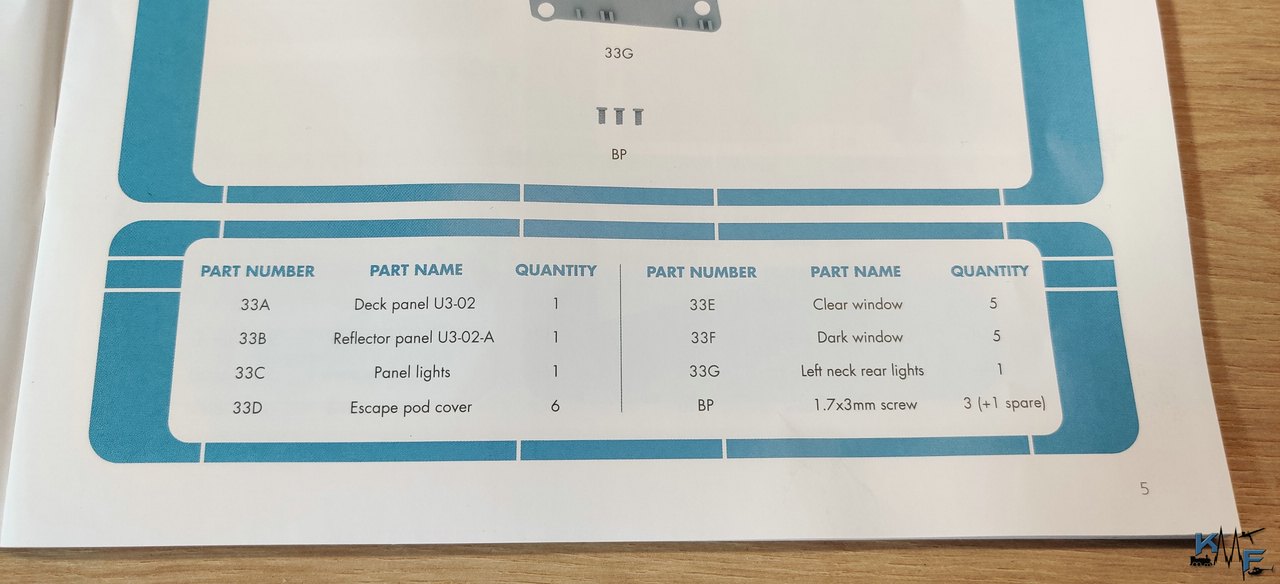 33G
BP
PART NUMBER PART NAME QUANTITY
33A Deck panel U3-02 1
33B Reflector panel U3-02-A 1
33C Panel lights 1
33D Escape pod cover 6
PART NUMBER PART NAME QUANTITY
33E Clear window 5
33F Dark window 5
33G Left neck rear lights 1
BP 1.7x3mm screw 3 (+1 spare)
5
KMF